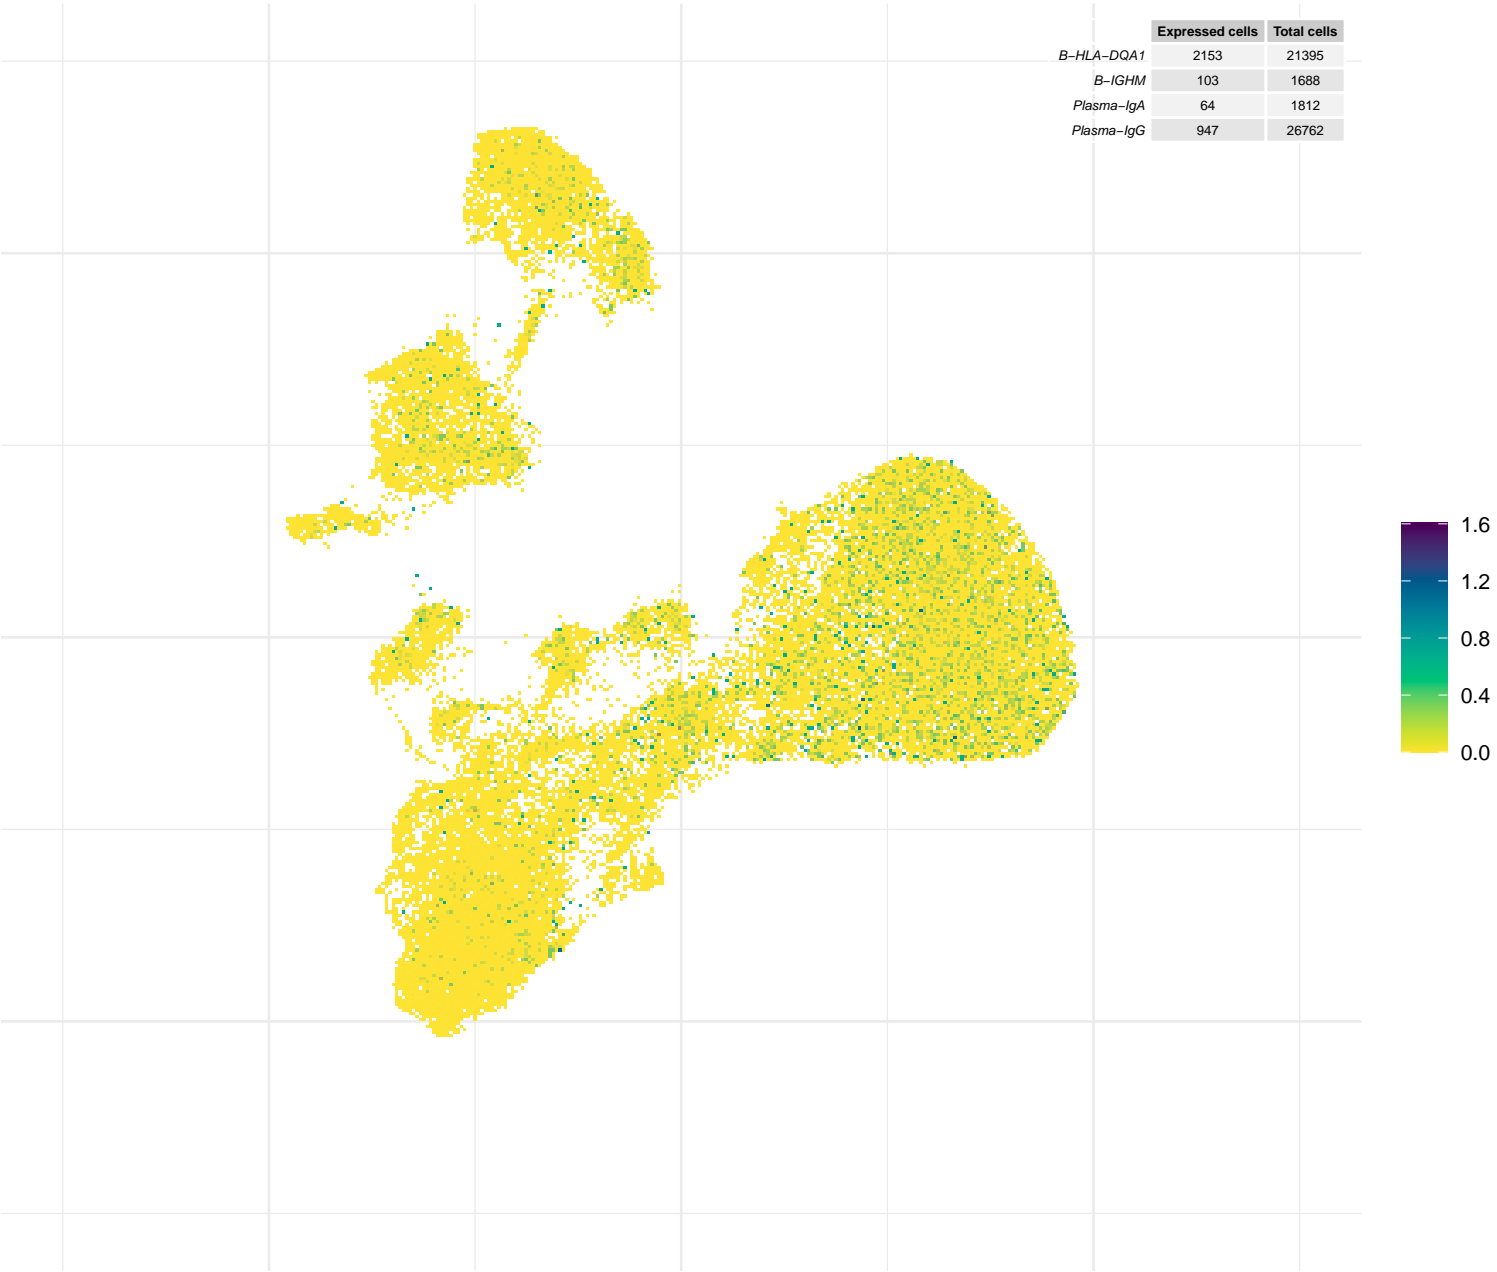 Expressed cells Total cells
B−HLA−DQA1 2153 21395
B−IGHM 103 1688
Plasma−IgA 64 1812
Plasma−IgG 947 26762
1.6
1.2
0.8
0.4
0.0